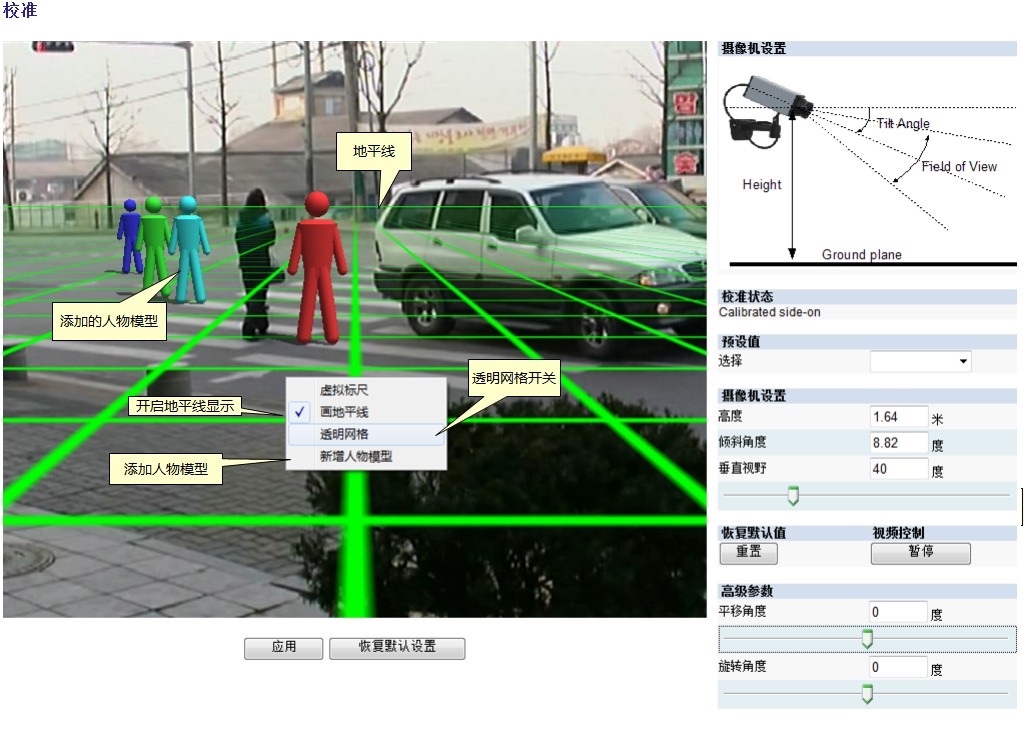 校准
地平线
添加的人物模型
透明网格开关
开启地平线显示
添加人物模型
虚拟标尺
✓ 画地平线
透明网格
新增人物模型
应用
恢复默认设置
摄像机设置
Tilt Angle
Field of View
Height
Ground plane
校准状态
Calibrated side-on
预设值
选择
摄像机设置
高度 1.64 米
倾斜角度 8.82 度
垂直视野 40 度
恢复默认值 视频控制
重置 暂停
高级参数
平移角度 0 度
旋转角度 0 度